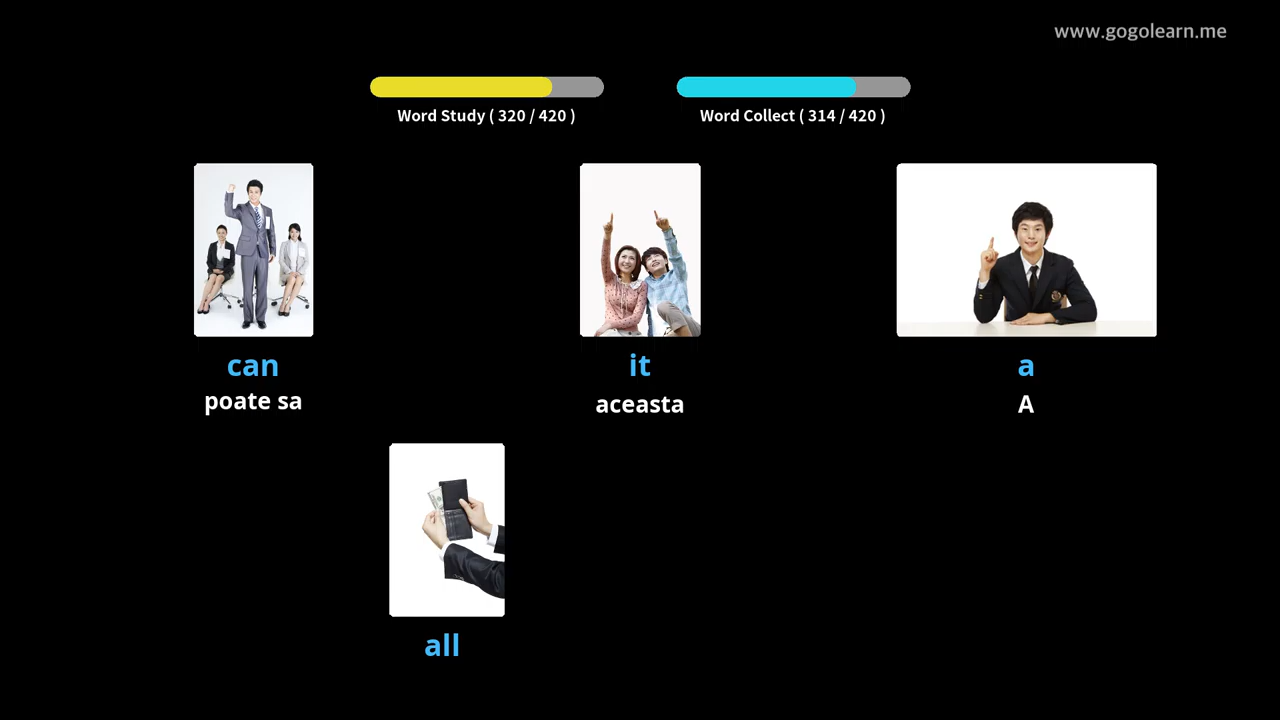 www.gogolearn.me
Word Study ( 320 / 420 )
Word Collect ( 314 / 420 )
can
poate sa
it
aceasta
a
A
all